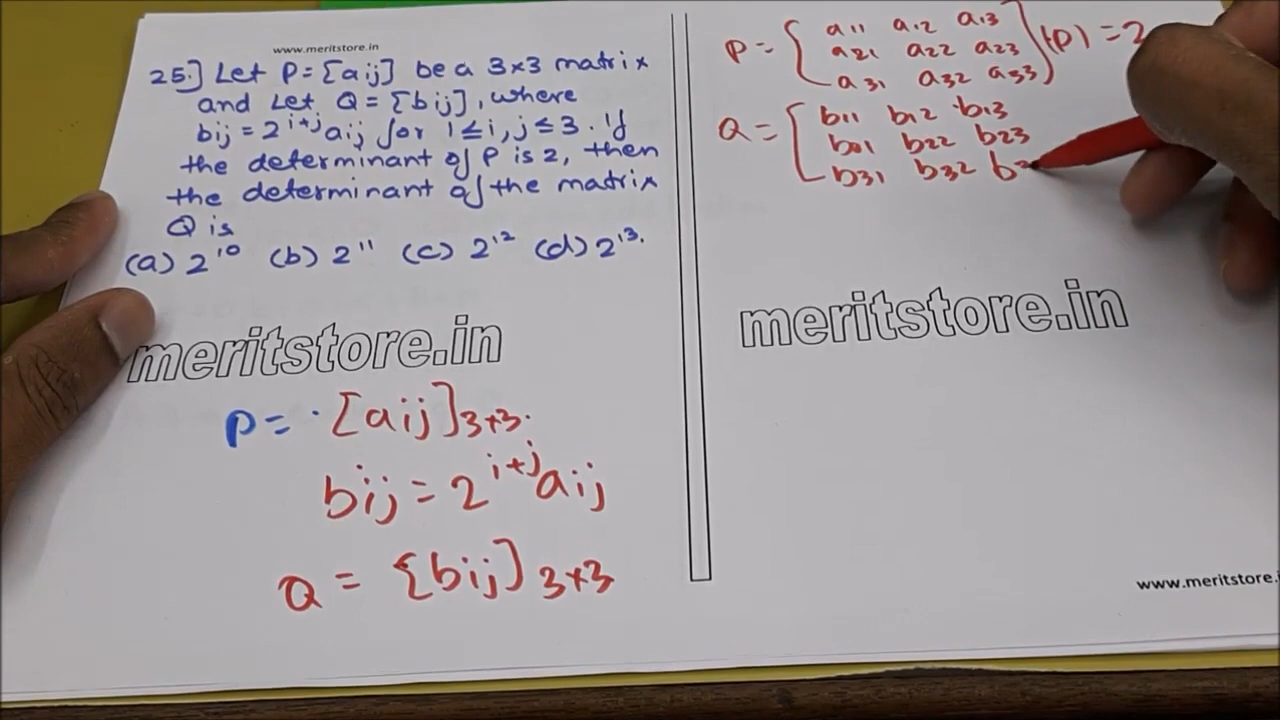 www.meritstore.in
25.] Let P = [aij] be a 3×3 matrix
and Let Q = [bij], where
bij = 2^{i+j} aij for 1 ≤ i, j ≤ 3. If
the determinant of P is 2, then
the determinant of the matrix
Q is
(a) 2^{10} (b) 2^{11} (c) 2^{12} (d) 2^{13}.
meritstore.in
P = [aij]3×3.
bij = 2^{i+j} aij
Q = [bij]3×3
P = [a11 a12 a13
a21 a22 a23
a31 a32 a33] |P| = 2
Q = [b11 b12 b13
b21 b22 b23
b31 b32
meritstore.in
www.meritstore.i